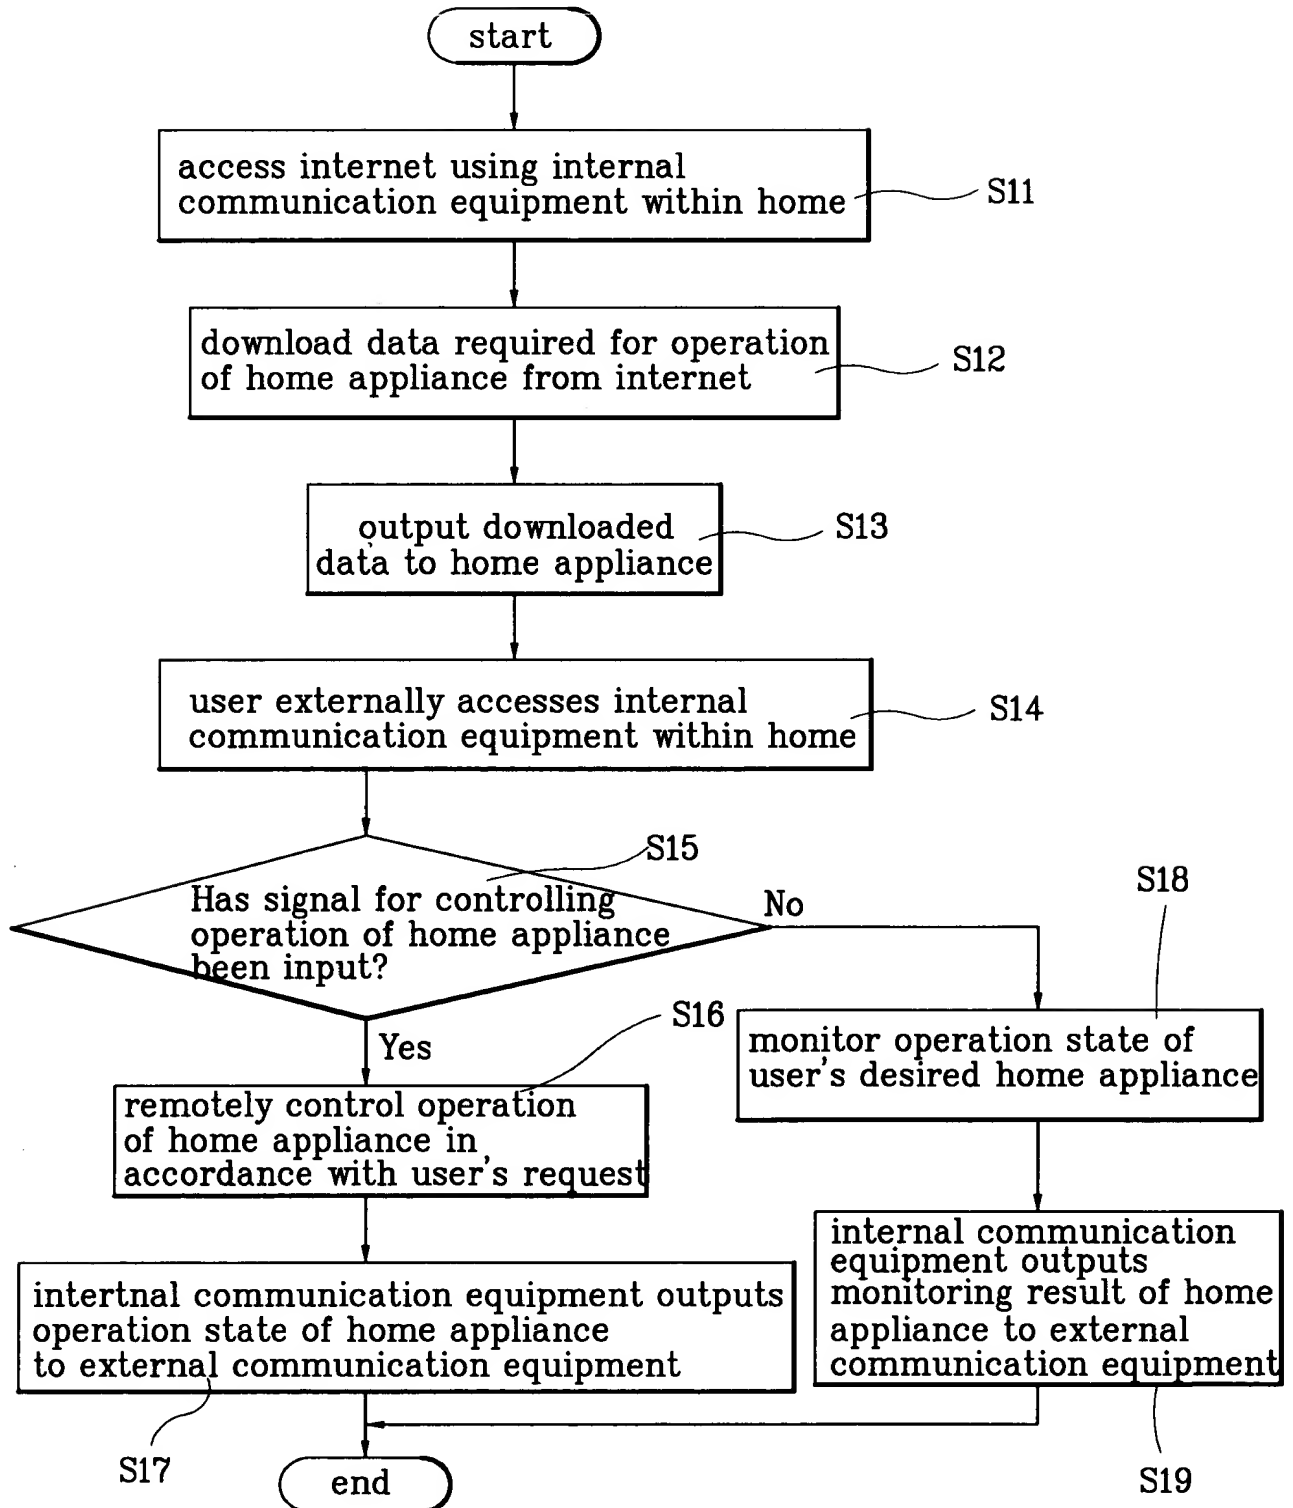 start
access internet using internal
communication equipment within home
S11
download data required for operation
of home appliance from internet
S12
output downloaded
data to home appliance
S13
user externally accesses internal
communication equipment within home
S14
S15
Has signal for controlling
operation of home appliance
been input?
No
Yes
S16
remotely control operation
of home appliance in
accordance with user's request
intertnal communication equipment outputs
operation state of home appliance
to external communication equipment
S17
S18
monitor operation state of
user's desired home appliance
internal communication
equipment outputs
monitoring result of home
appliance to external
communication equipment
S19
end